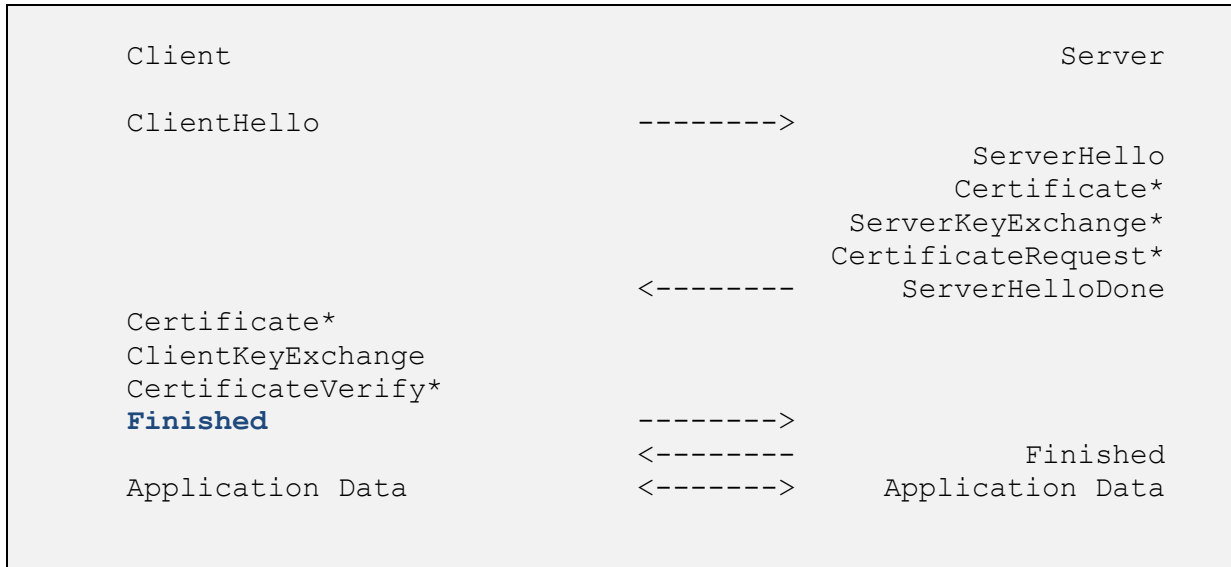 Client Server
ClientHello -------->
ServerHello
Certificate*
ServerKeyExchange*
CertificateRequest*
<-------- ServerHelloDone
Certificate*
ClientKeyExchange
CertificateVerify*
Finished -------->
<-------- Finished
Application Data <-------> Application Data